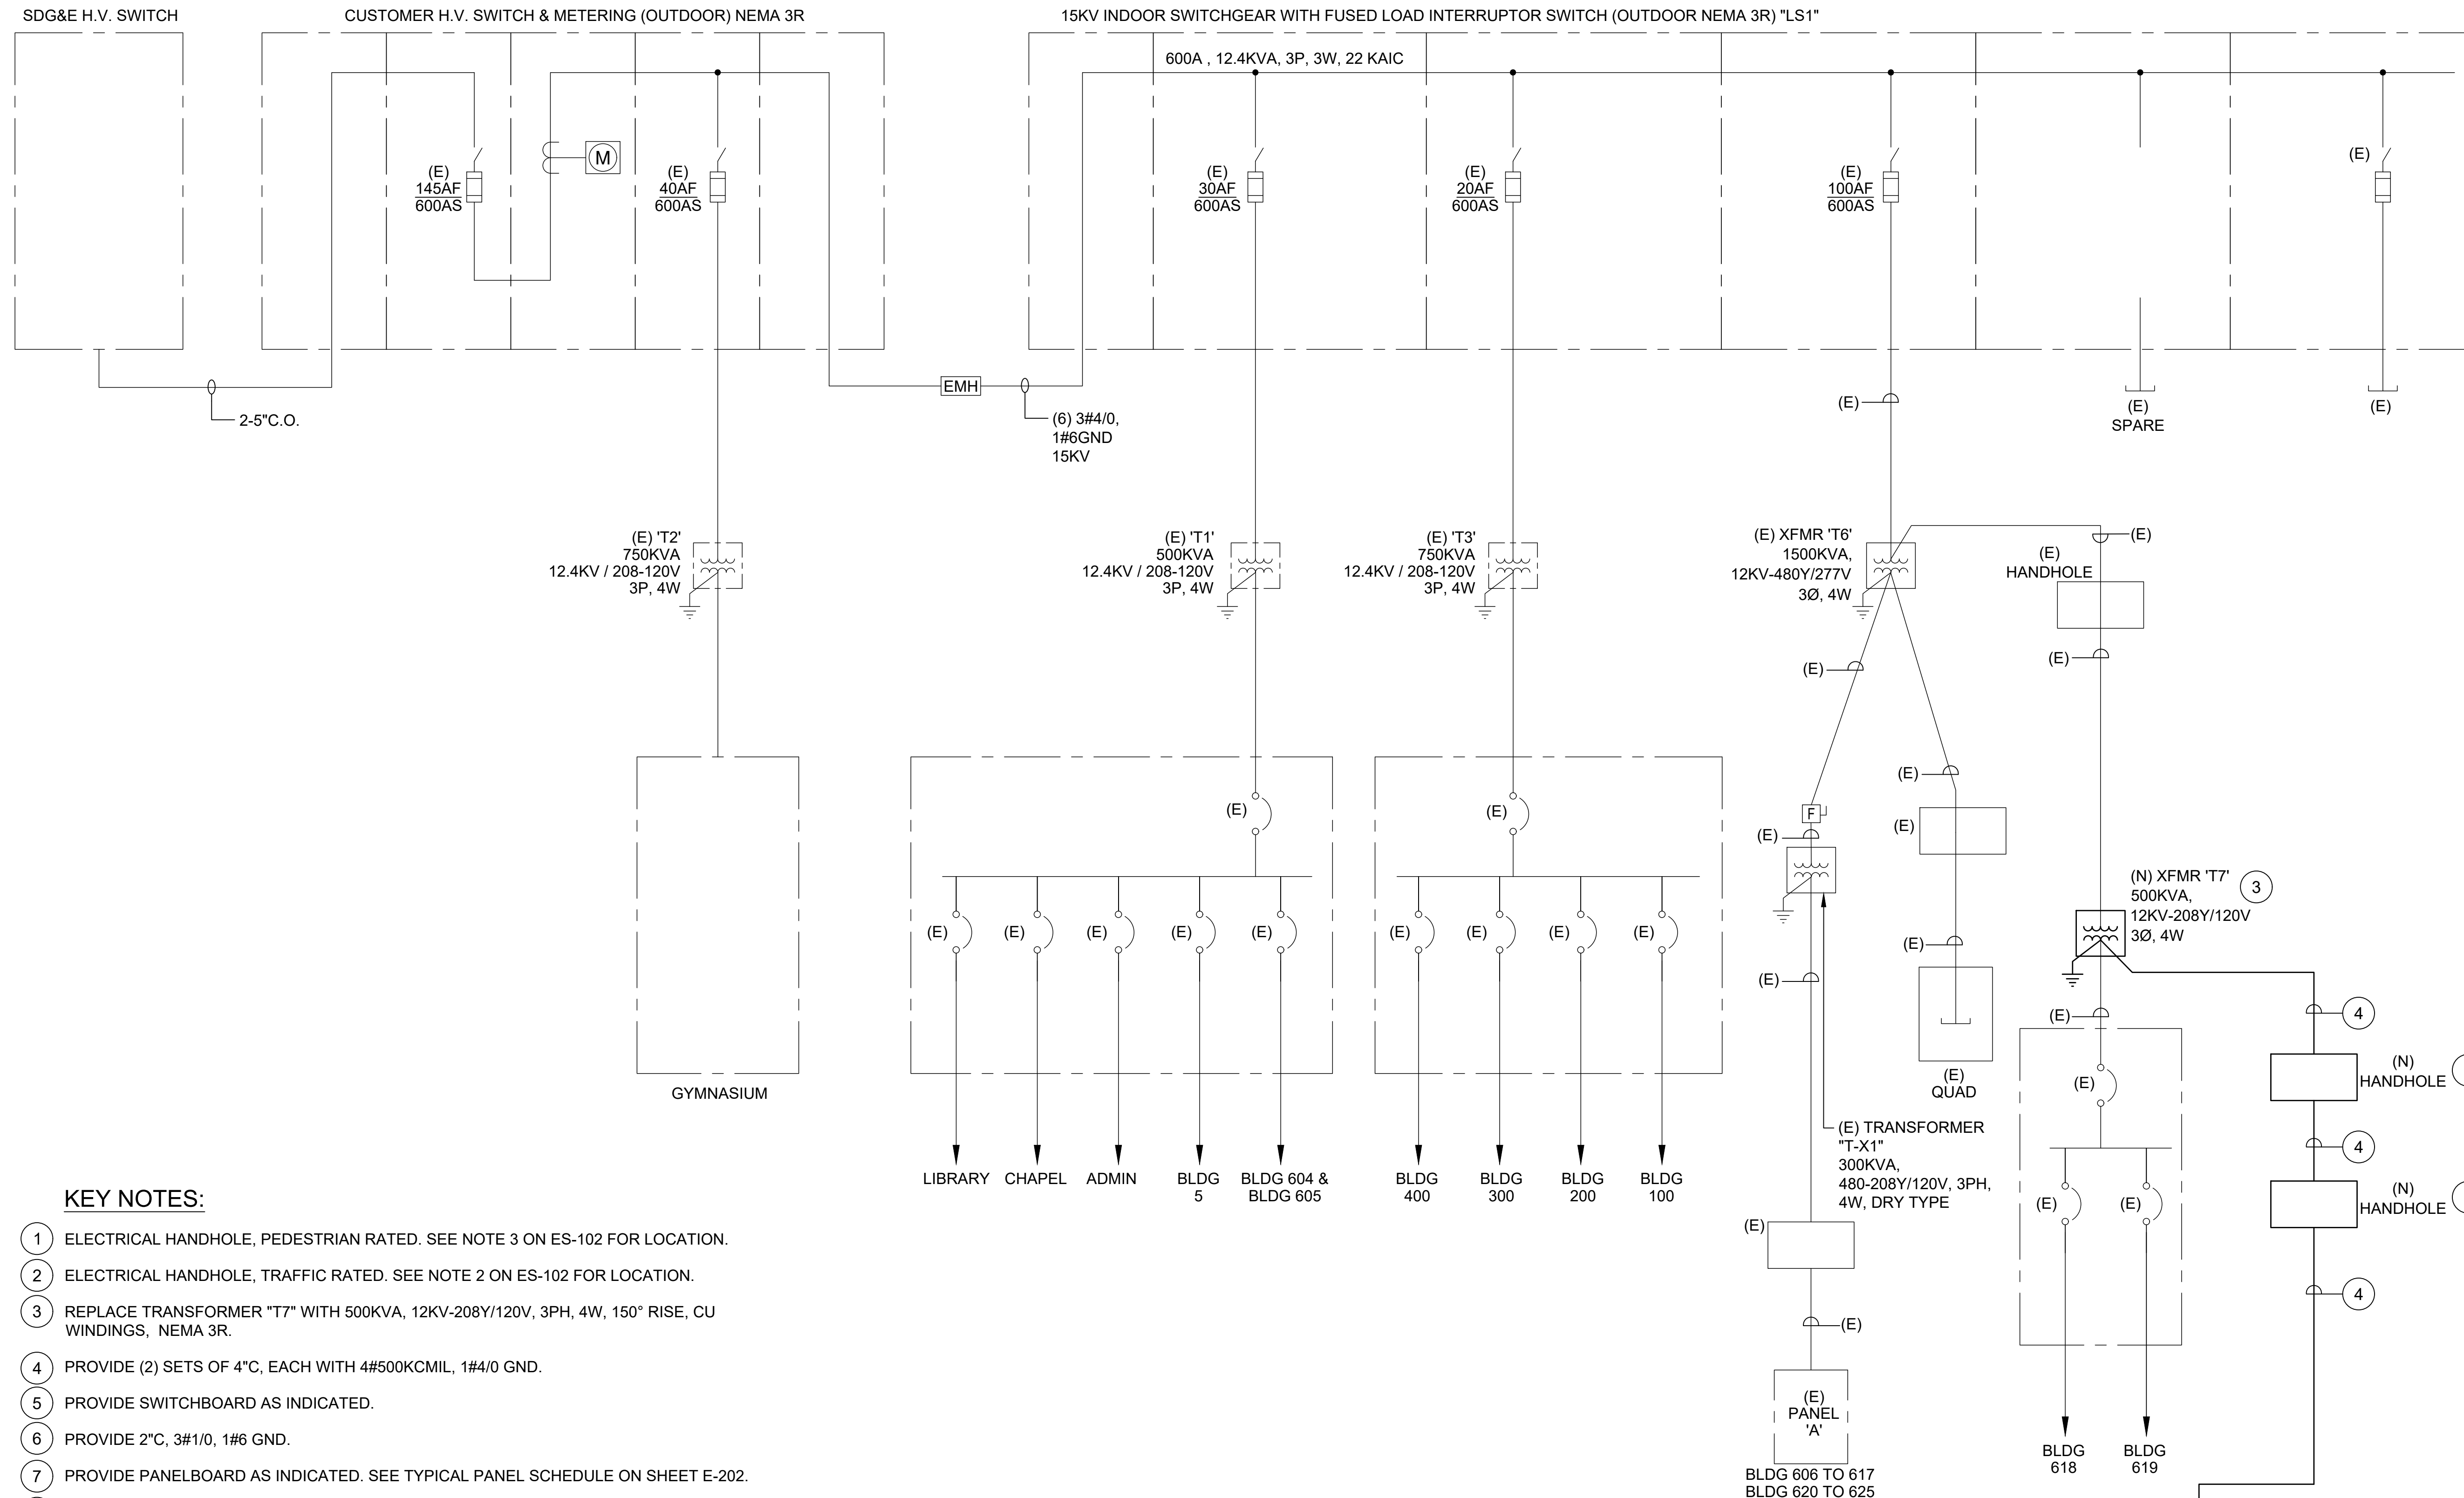 SDG&E H.V. SWITCH
CUSTOMER H.V. SWITCH & METERING (OUTDOOR) NEMA 3R
15KV INDOOR SWITCHGEAR WITH FUSED LOAD INTERRUPTOR SWITCH (OUTDOOR NEMA 3R) "LS1"
600A , 12.4KVA, 3P, 3W, 22 KAIC
(E)
145AF
600AS
M
(E)
40AF
600AS
(E)
30AF
600AS
(E)
20AF
600AS
(E)
100AF
600AS
(E)
2-5"C.O.
EMH
(6) 3#4/0,
1#6GND
15KV
(E)
(E)
SPARE
(E)
(E) 'T2'
750KVA
12.4KV / 208-120V
3P, 4W
(E) 'T1'
500KVA
12.4KV / 208-120V
3P, 4W
(E) 'T3'
750KVA
12.4KV / 208-120V
3P, 4W
(E) XFMR 'T6'
1500KVA,
12KV-480Y/277V
3Ø, 4W
(E)
(E)
HANDHOLE
(E)
(E)
(E)
(E)
F
(E)
(E)
(E)
(E)
(E)
(N) XFMR 'T7'
500KVA,
12KV-208Y/120V
3Ø, 4W
3
GYMNASIUM
(E)
(E)
(E)
(E)
(E)
(E)
(E)
(E)
(E)
(E)
(E)
LIBRARY
CHAPEL
ADMIN
BLDG
5
BLDG 604 &
BLDG 605
BLDG
400
BLDG
300
BLDG
200
BLDG
100
(E)
QUAD
(E) TRANSFORMER
"T-X1"
300KVA,
480-208Y/120V, 3PH,
4W, DRY TYPE
(E)
(E)
(E)
PANEL
'A'
BLDG 606 TO 617
BLDG 620 TO 625
(E)
(E)
(E)
(E)
BLDG
618
BLDG
619
4
(N)
HANDHOLE
4
(N)
HANDHOLE
4
KEY NOTES:
1 ELECTRICAL HANDHOLE, PEDESTRIAN RATED. SEE NOTE 3 ON ES-102 FOR LOCATION.
2 ELECTRICAL HANDHOLE, TRAFFIC RATED. SEE NOTE 2 ON ES-102 FOR LOCATION.
3 REPLACE TRANSFORMER "T7" WITH 500KVA, 12KV-208Y/120V, 3PH, 4W, 150° RISE, CU
WINDINGS, NEMA 3R.
4 PROVIDE (2) SETS OF 4"C, EACH WITH 4#500KCMIL, 1#4/0 GND.
5 PROVIDE SWITCHBOARD AS INDICATED.
6 PROVIDE 2"C, 3#1/0, 1#6 GND.
7 PROVIDE PANELBOARD AS INDICATED. SEE TYPICAL PANEL SCHEDULE ON SHEET E-202.